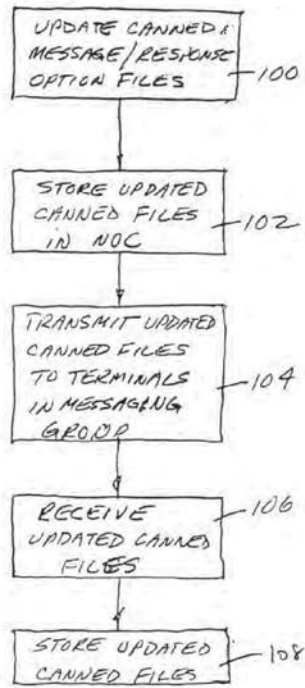 UPDATE CANNED
MESSAGE/RESPONSE
OPTION FILES
100
STORE UPDATED
CANNED FILES
IN NOC
102
TRANSMIT UPDATED
CANNED FILES
TO TERMINALS
IN MESSAGING
GROUP
104
RECEIVE
UPDATED CANNED
FILES
106
STORE UPDATED
CANNED FILES
108